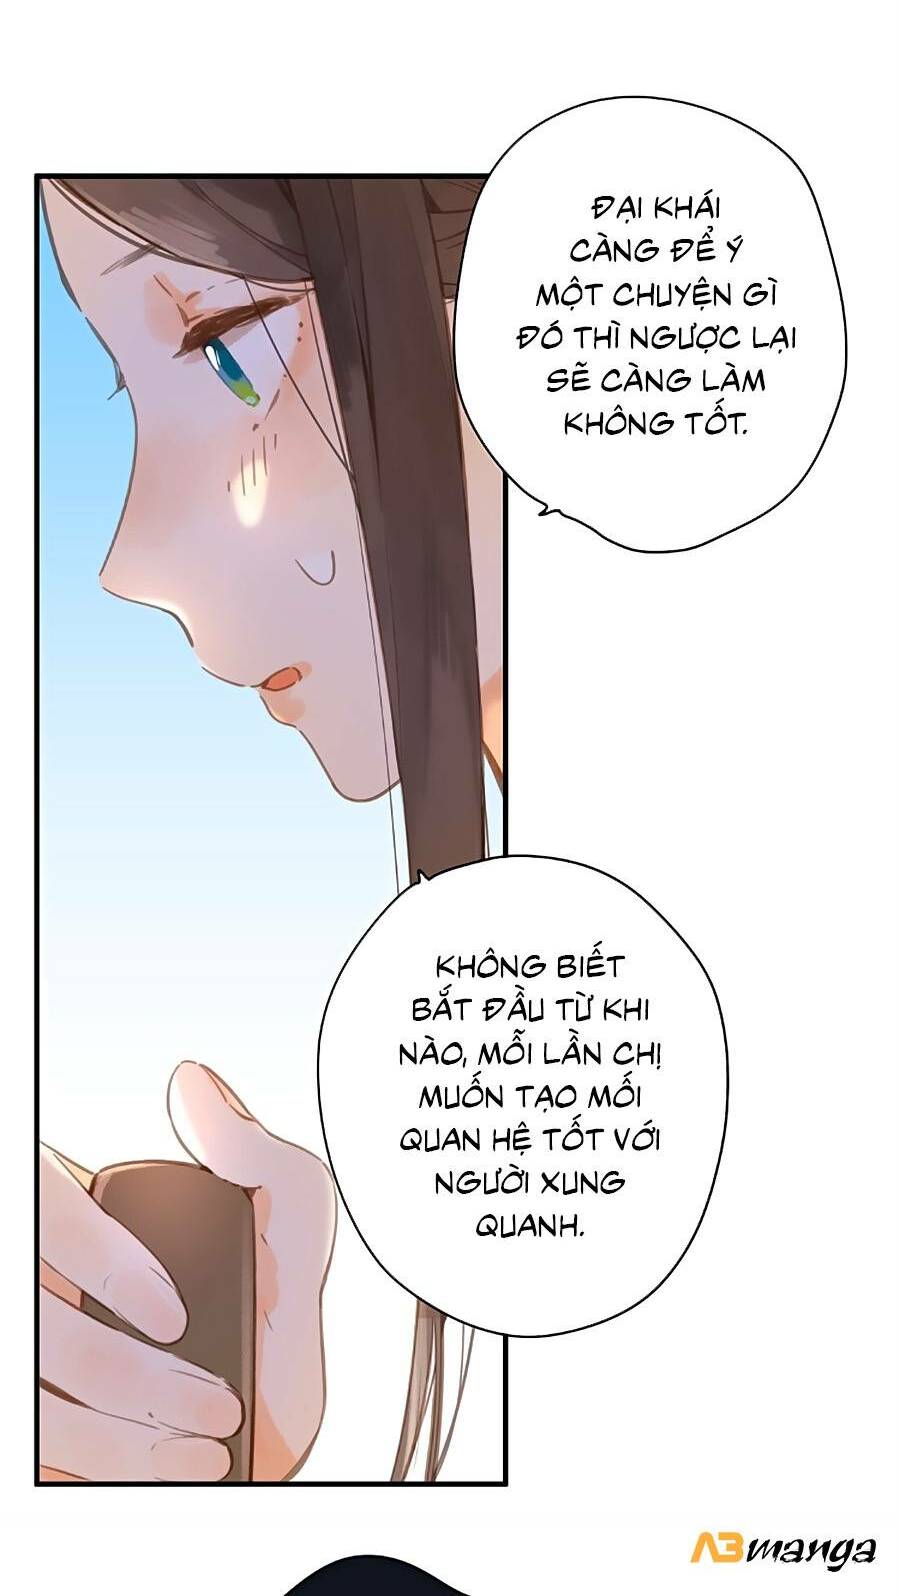 ĐẠI KHÁI
CÀNG ĐỂ Ý
MỘT CHUYỆN GÌ
ĐÓ THÌ NGƯỢC LẠI
SẼ CÀNG LÀM
KHÔNG TỐT.
KHÔNG BIẾT
BẮT ĐẦU TỪ KHI
NÀO, MỖI LẦN CHỊ
MUỐN TẠO MỐI
QUAN HỆ TỐT VỚI
NGƯỜI XUNG
QUANH.
A3manga